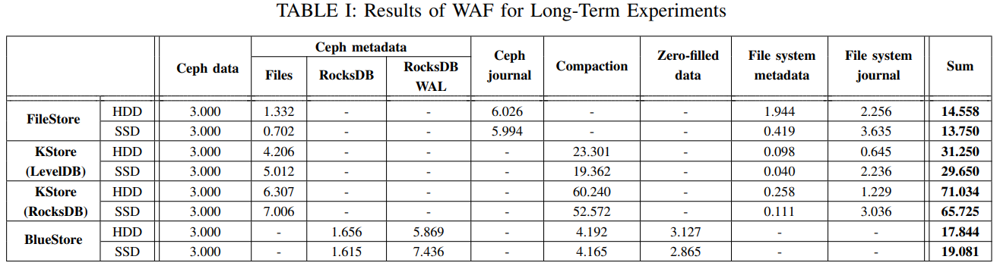 TABLE I: Results of WAF for Long-Term Experiments
Ceph data | Ceph metadata | Ceph journal | Compaction | Zero-filled data | File system metadata | File system journal | Sum
Files | RocksDB | RocksDB WAL
FileStore | HDD | 3.000 | 1.332 | - | - | 6.026 | - | - | 1.944 | 2.256 | 14.558
SSD | 3.000 | 0.702 | - | - | 5.994 | - | - | 0.419 | 3.635 | 13.750
KStore (LevelDB) | HDD | 3.000 | 4.206 | - | - | - | 23.301 | - | 0.098 | 0.645 | 31.250
SSD | 3.000 | 5.012 | - | - | - | 19.362 | - | 0.040 | 2.236 | 29.650
KStore (RocksDB) | HDD | 3.000 | 6.307 | - | - | - | 60.240 | - | 0.258 | 1.229 | 71.034
SSD | 3.000 | 7.006 | - | - | - | 52.572 | - | 0.111 | 3.036 | 65.725
BlueStore | HDD | 3.000 | - | 1.656 | 5.869 | - | 4.192 | 3.127 | - | - | 17.844
SSD | 3.000 | - | 1.615 | 7.436 | - | 4.165 | 2.865 | - | - | 19.081